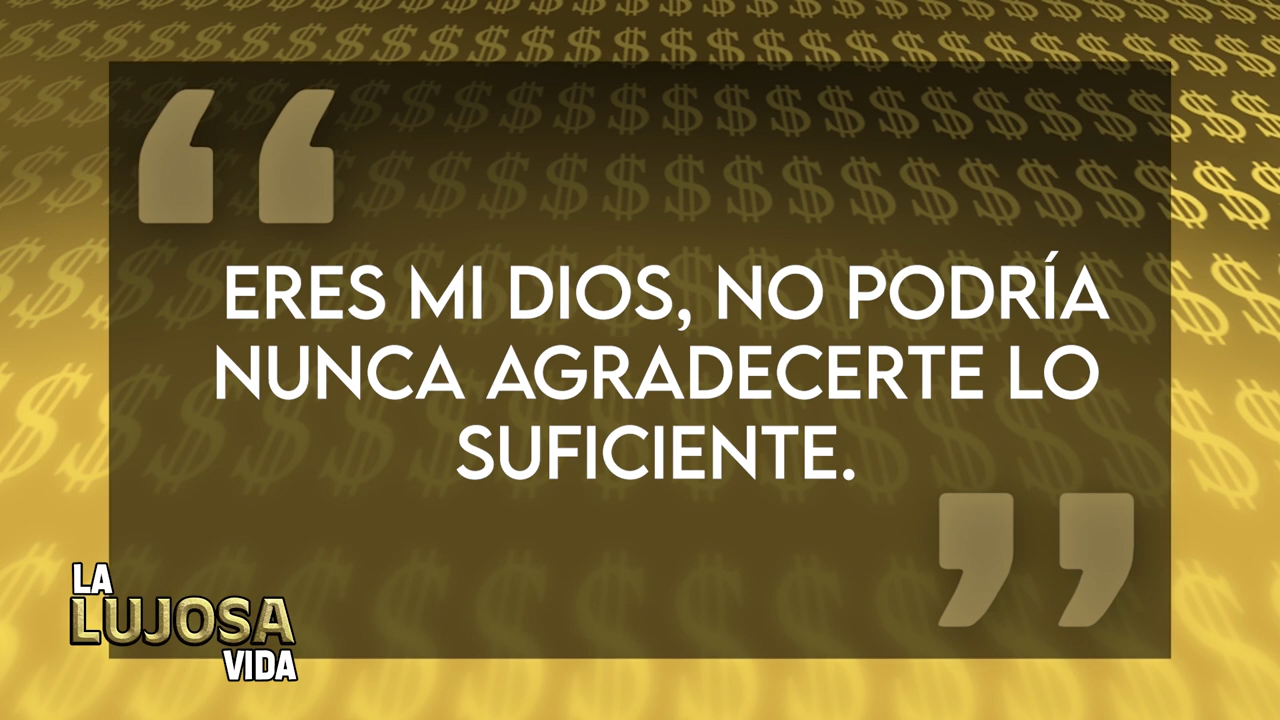 ERES MI DIOS, NO PODRÍA
NUNCA AGRADECERTE LO
SUFICIENTE.
LA
LUJOSA
VIDA